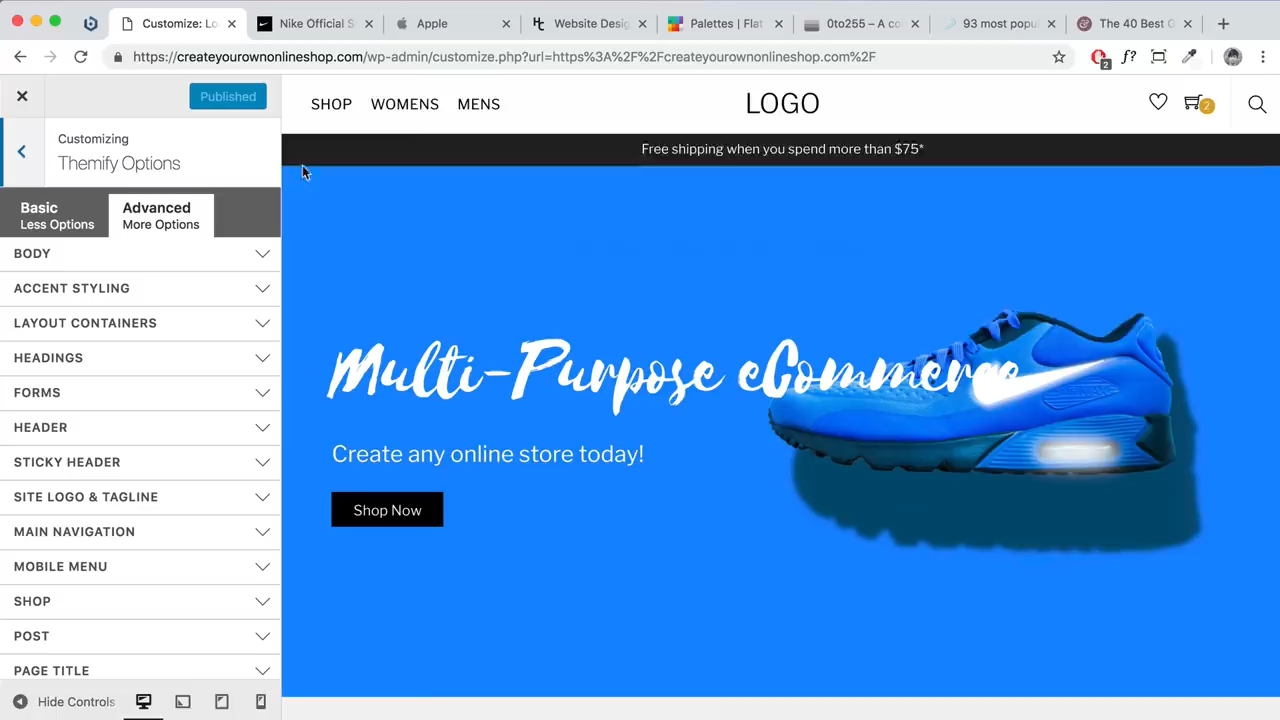 Customize: Lo
Nike Official S
Apple
Website Desig
Palettes | Flat
0to255 – A co
93 most popu
The 40 Best G
https://createyourownonlineshop.com/wp-admin/customize.php?url=https%3A%2F%2Fcreateyourownonlineshop.com%2F
f?
2
Published
SHOP WOMENS MENS
LOGO
2
Customizing
Themify Options
Free shipping when you spend more than $75*
Basic
Less Options
Advanced
More Options
BODY
ACCENT STYLING
LAYOUT CONTAINERS
HEADINGS
FORMS
HEADER
STICKY HEADER
SITE LOGO & TAGLINE
MAIN NAVIGATION
MOBILE MENU
SHOP
POST
PAGE TITLE
Hide Controls
Multi-Purpose eCommerce
Create any online store today!
Shop Now